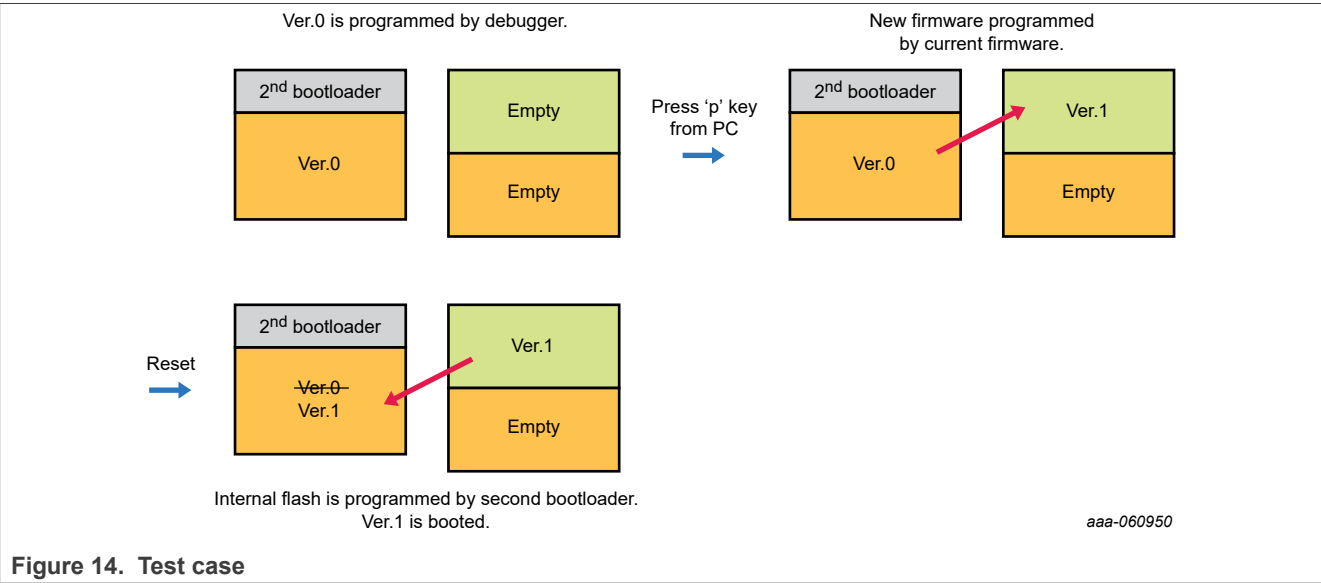 Ver.0 is programmed by debugger.
2nd bootloader
Ver.0
Empty
Empty
Press ‘p’ key
from PC
New firmware programmed
by current firmware.
2nd bootloader
Ver.0
Ver.1
Empty
Reset
2nd bootloader
Ver.0
Ver.1
Ver.1
Empty
Internal flash is programmed by second bootloader.
Ver.1 is booted.
aaa-060950
Figure 14. Test case